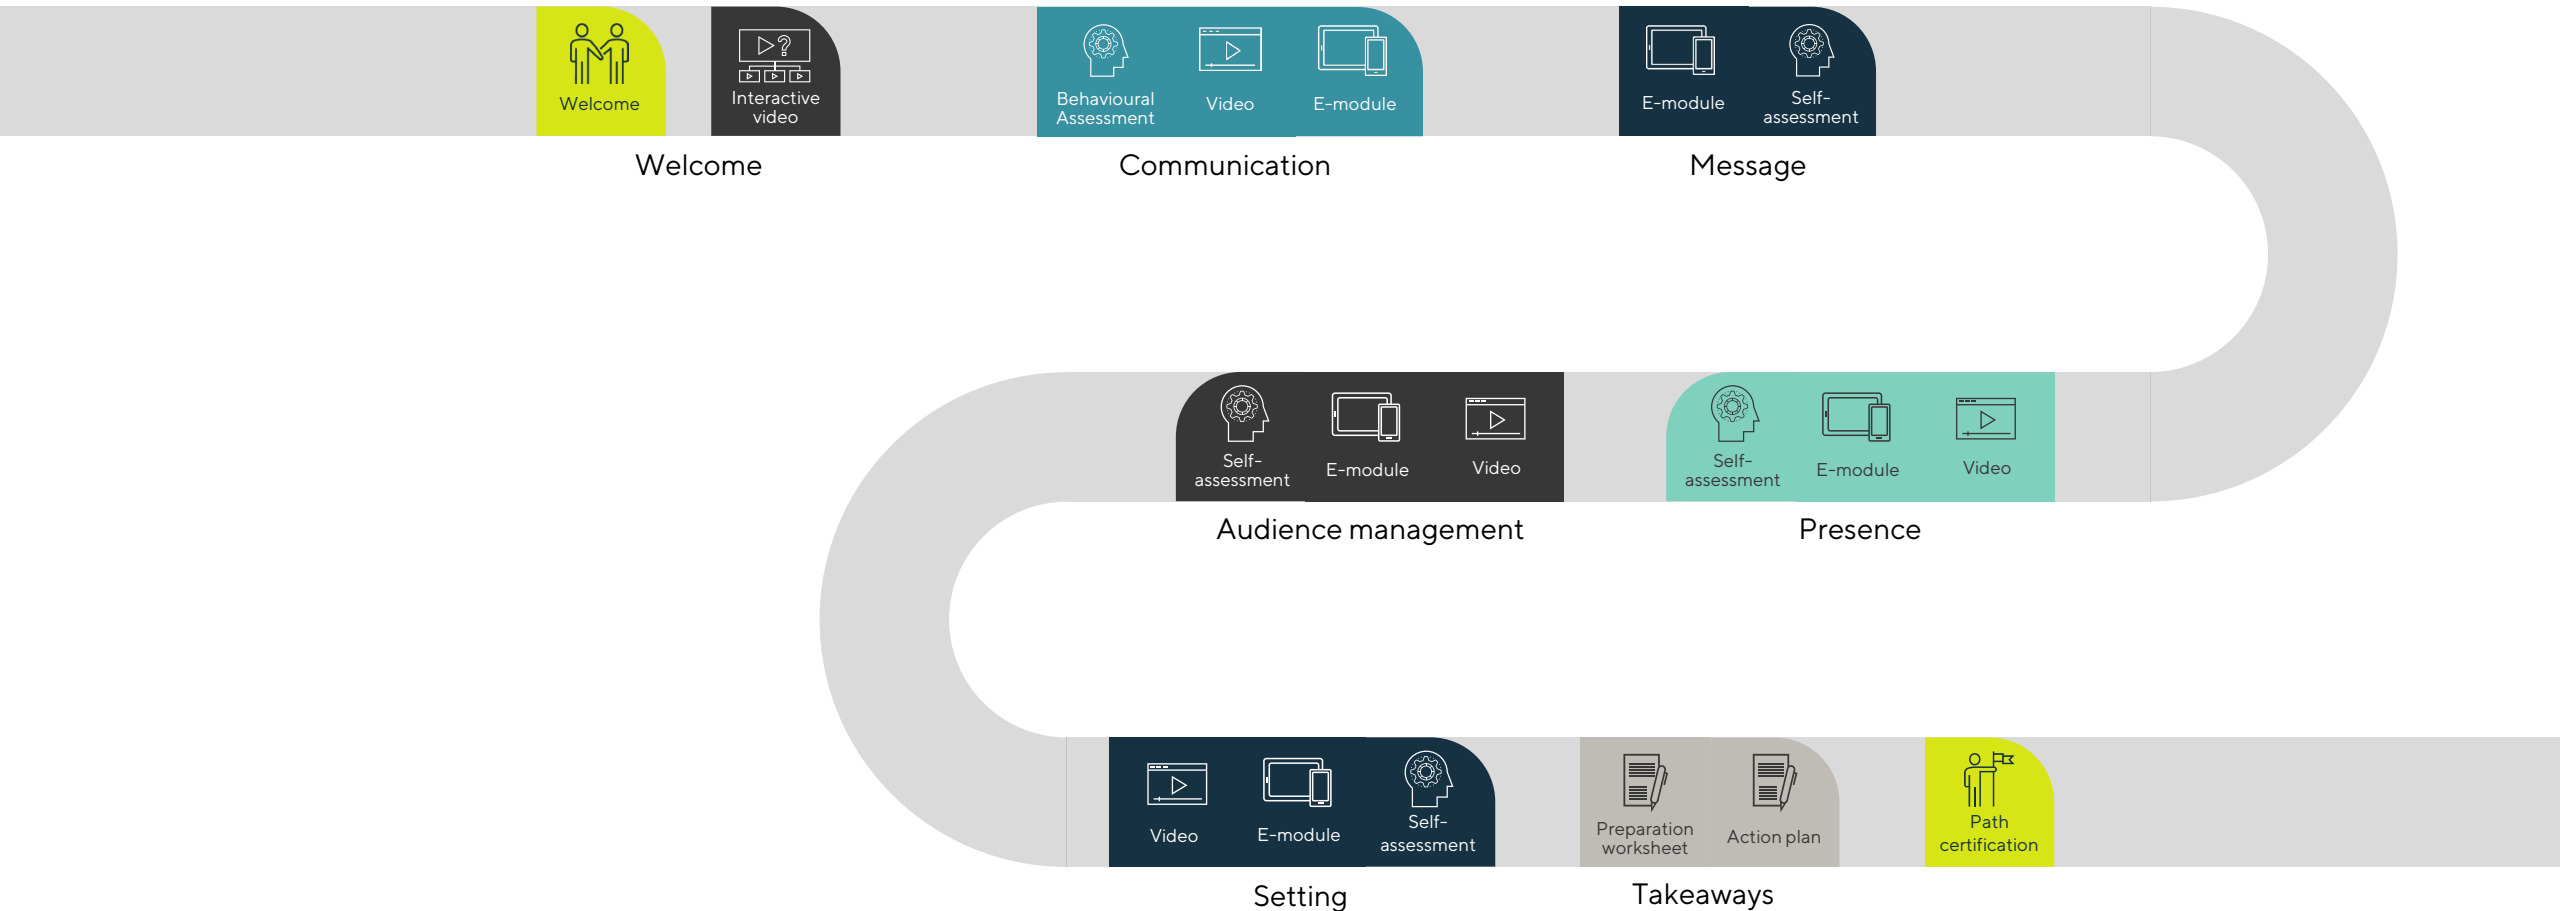 Welcome
Interactive
video
Welcome
Behavioural
Assessment
Video
E-module
Communication
E-module
Self-
assessment
Message
Self-
assessment
E-module
Video
Audience management
Self-
assessment
E-module
Video
Presence
Video
E-module
Self-
assessment
Setting
Preparation
worksheet
Action plan
Takeaways
Path
certification